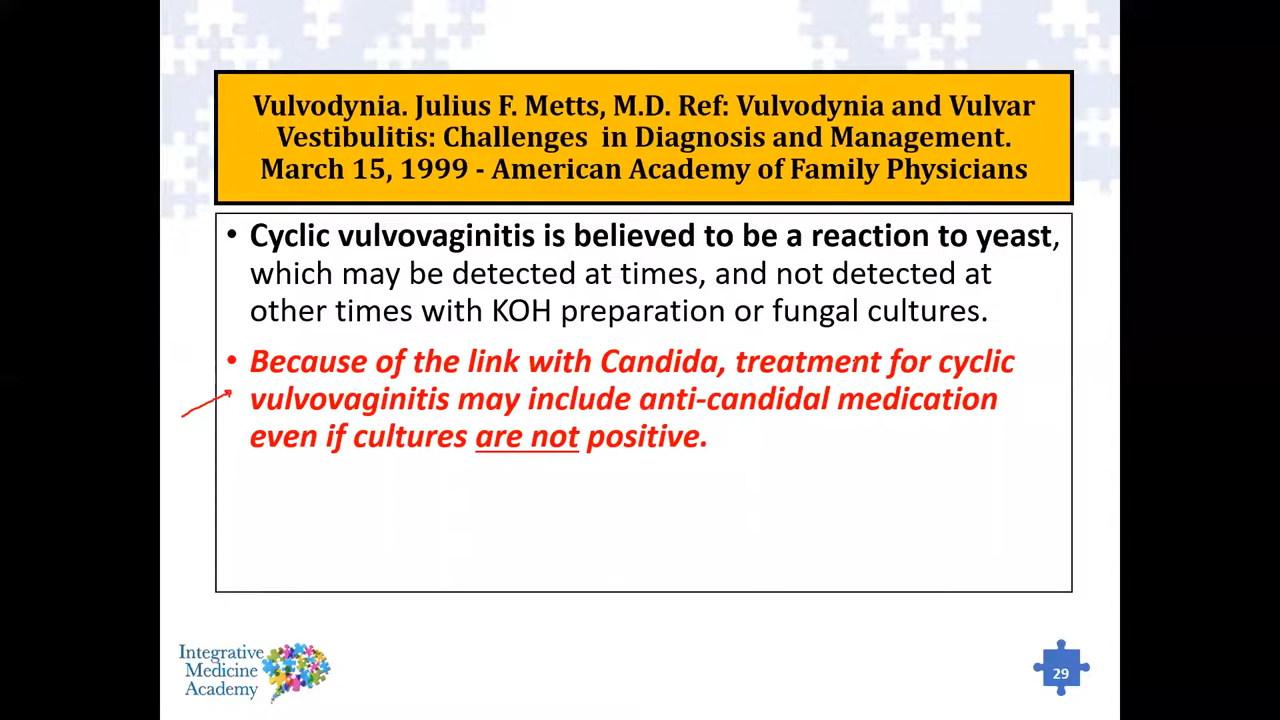 Vulvodynia. Julius F. Metts, M.D. Ref: Vulvodynia and Vulvar
Vestibulitis: Challenges in Diagnosis and Management.
March 15, 1999 - American Academy of Family Physicians
• Cyclic vulvovaginitis is believed to be a reaction to yeast,
which may be detected at times, and not detected at
other times with KOH preparation or fungal cultures.
• Because of the link with Candida, treatment for cyclic
vulvovaginitis may include anti-candidal medication
even if cultures are not positive.
Integrative
Medicine
Academy
29